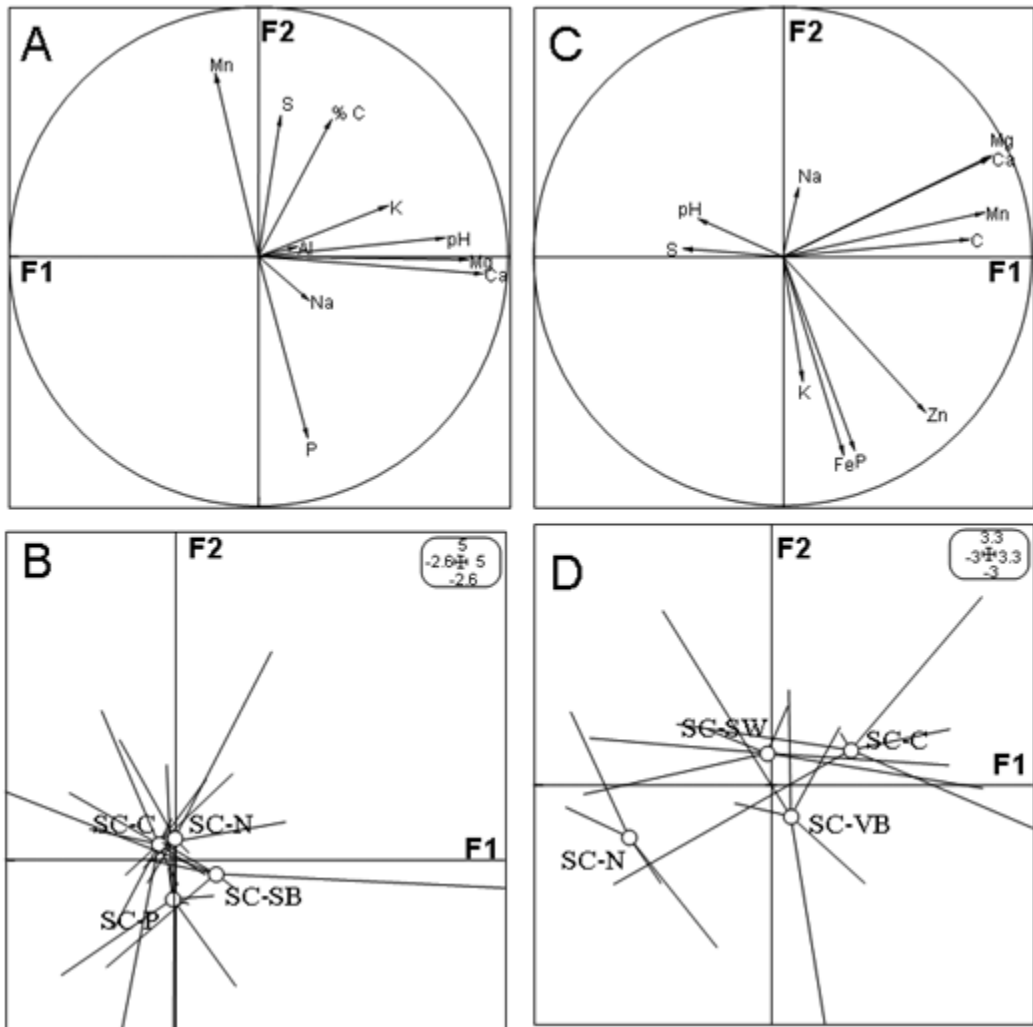 A
F2
Mn
S
% C
K
pH
Al
Mg
Ca
F1
Na
P
C
F2
Mg
Ca
Na
pH
Mn
C
S
F1
K
Zn
Fe P
B
F2
5
-2.6 5
-2.6
SC-C
SC-N
F1
SC-SB
SC-P
D
F2
3.3
-3 3.3
-3
SC-SW
SC-C
F1
SC-VB
SC-N